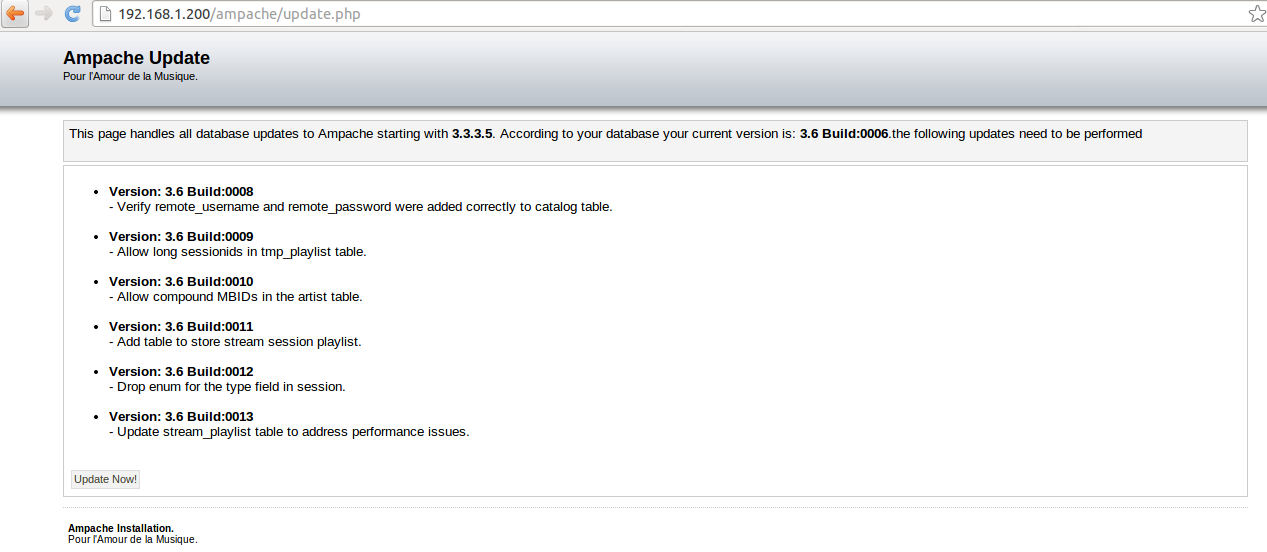 192.168.1.200/ampache/update.php
Ampache Update
Pour l'Amour de la Musique.
This page handles all database updates to Ampache starting with 3.3.3.5. According to your database your current version is: 3.6 Build:0006.the following updates need to be performed
• Version: 3.6 Build:0008
- Verify remote_username and remote_password were added correctly to catalog table.
• Version: 3.6 Build:0009
- Allow long sessionids in tmp_playlist table.
• Version: 3.6 Build:0010
- Allow compound MBIDs in the artist table.
• Version: 3.6 Build:0011
- Add table to store stream session playlist.
• Version: 3.6 Build:0012
- Drop enum for the type field in session.
• Version: 3.6 Build:0013
- Update stream_playlist table to address performance issues.
Update Now!
Ampache Installation.
Pour l'Amour de la Musique.